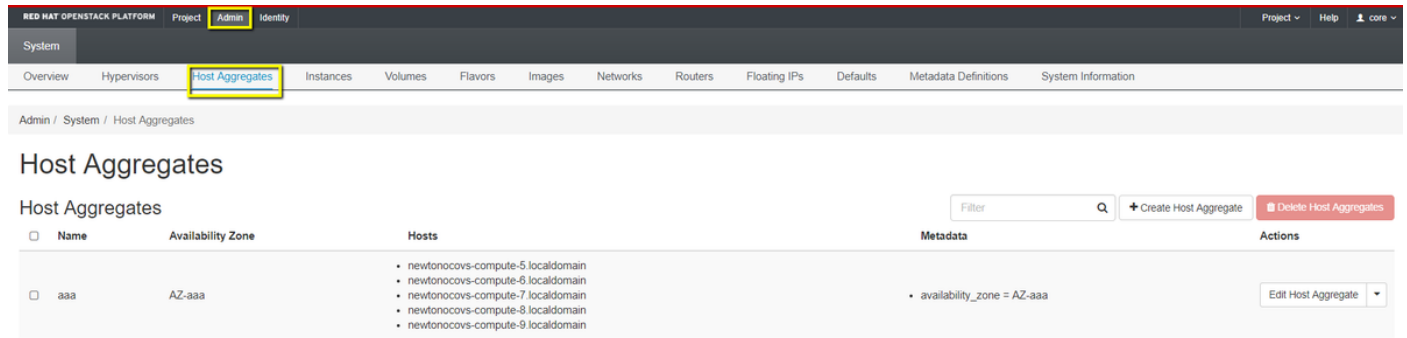 RED HAT OPENSTACK PLATFORM Project Admin Identity Project Help core
System
Overview Hypervisors Host Aggregates Instances Volumes Flavors Images Networks Routers Floating IPs Defaults Metadata Definitions System Information
Admin / System / Host Aggregates
Host Aggregates
Host Aggregates Filter + Create Host Aggregate Delete Host Aggregates
Name Availability Zone Hosts Metadata Actions
• newtonocovs-compute-5.localdomain
• newtonocovs-compute-6.localdomain
aaa AZ-aaa • newtonocovs-compute-7.localdomain • availability_zone = AZ-aaa Edit Host Aggregate
• newtonocovs-compute-8.localdomain
• newtonocovs-compute-9.localdomain